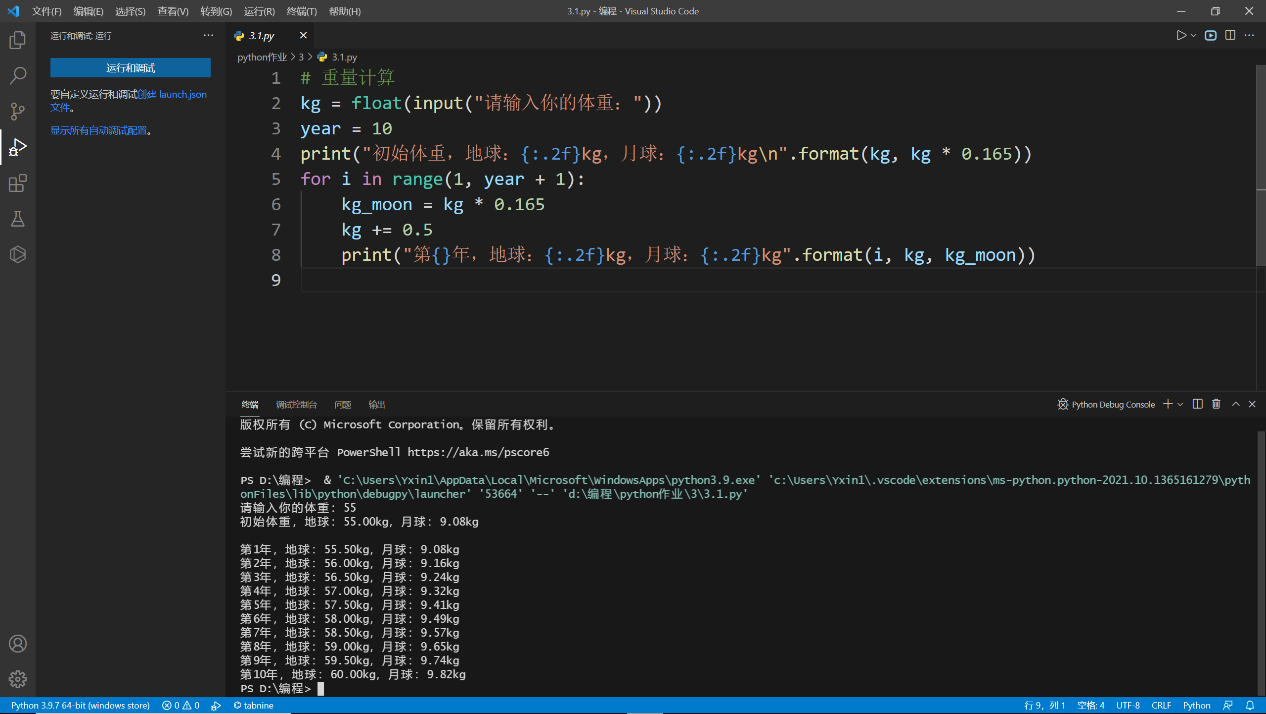 文件(F) 编辑(E) 选择(S) 查看(V) 转到(G) 运行(R) 终端(T) 帮助(H) 3.1.py - 编程 - Visual Studio Code
运行和调试: 运行 ...
运行和调试
要自定义运行和调试创建 launch.json
文件。
显示所有自动调试配置。
3.1.py
python作业 > 3 > 3.1.py
1 # 重量计算
2 kg = float(input("请输入你的体重: "))
3 year = 10
4 print("初始体重, 地球: {:.2f}kg, 月球: {:.2f}kg\n".format(kg, kg * 0.165))
5 for i in range(1, year + 1):
6     kg_moon = kg * 0.165
7     kg += 0.5
8     print("第{}年, 地球: {:.2f}kg, 月球: {:.2f}kg".format(i, kg, kg_moon))
9
终端 调试控制台 问题 输出 Python Debug Console
版权所有 (C) Microsoft Corporation。保留所有权利。
尝试新的跨平台 PowerShell https://aka.ms/pscore6
PS D:\编程>  & 'C:\Users\Yxin1\AppData\Local\Microsoft\WindowsApps\python3.9.exe' 'c:\Users\Yxin1\.vscode\extensions\ms-python.python-2021.10.1365161279\pyth
onFiles\lib\python\debugpy\launcher' '53664' '--' 'd:\编程\python作业\3\3.1.py'
请输入你的体重: 55
初始体重, 地球: 55.00kg, 月球: 9.08kg
第1年, 地球: 55.50kg, 月球: 9.08kg
第2年, 地球: 56.00kg, 月球: 9.16kg
第3年, 地球: 56.50kg, 月球: 9.24kg
第4年, 地球: 57.00kg, 月球: 9.32kg
第5年, 地球: 57.50kg, 月球: 9.41kg
第6年, 地球: 58.00kg, 月球: 9.49kg
第7年, 地球: 58.50kg, 月球: 9.57kg
第8年, 地球: 59.00kg, 月球: 9.65kg
第9年, 地球: 59.50kg, 月球: 9.74kg
第10年, 地球: 60.00kg, 月球: 9.82kg
PS D:\编程>
Python 3.9.7 64-bit (windows store) 0 0 tabnine 行 9, 列 1 空格: 4 UTF-8 CRLF Python